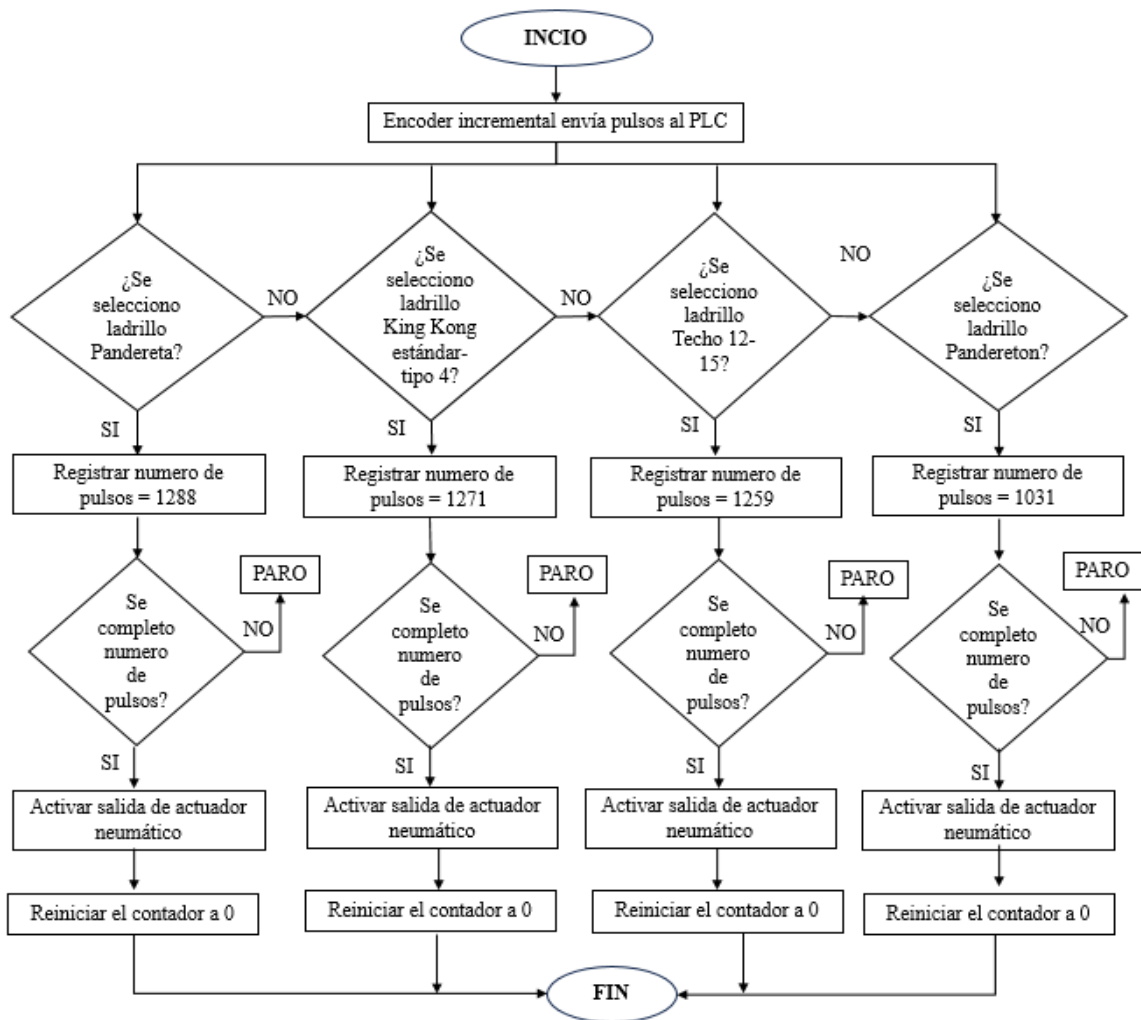 INCIO
Encoder incremental envía pulsos al PLC
¿Se
selecciono
ladrillo
Pandereta?
NO
¿Se
selecciono
ladrillo
King Kong
estándar-
tipo 4?
NO
¿Se
selecciono
ladrillo
Techo 12-
15?
NO
¿Se
selecciono
ladrillo
Pandereton?
SI
SI
SI
SI
Registrar numero de
pulsos = 1288
Registrar numero de
pulsos = 1271
Registrar numero de
pulsos = 1259
Registrar numero de
pulsos = 1031
Se
completo
numero
de
pulsos?
NO
PARO
Se
completo
numero
de
pulsos?
NO
PARO
Se
completo
numero
de
pulsos?
NO
PARO
Se
completo
numero
de
pulsos?
NO
PARO
SI
SI
SI
SI
Activar salida de actuador
neumático
Activar salida de actuador
neumático
Activar salida de actuador
neumático
Activar salida de actuador
neumático
Reiniciar el contador a 0
Reiniciar el contador a 0
Reiniciar el contador a 0
Reiniciar el contador a 0
FIN